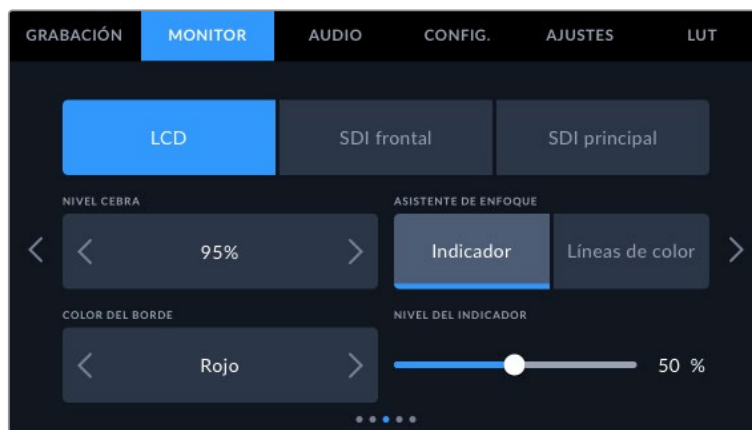 GRABACIÓN MONITOR AUDIO CONFIG. AJUSTES LUT
LCD SDI frontal SDI principal
NIVEL CEBRA ASISTENTE DE ENFOQUE
95% Indicador Líneas de color
COLOR DEL BORDE NIVEL DEL INDICADOR
Rojo 50 %